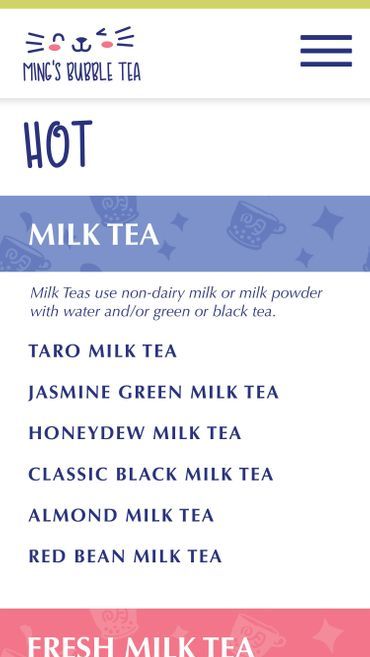 MING'S BUBBLE TEA
HOT
MILK TEA
Milk Teas use non-dairy milk or milk powder
with water and/or green or black tea.
TARO MILK TEA
JASMINE GREEN MILK TEA
HONEYDEW MILK TEA
CLASSIC BLACK MILK TEA
ALMOND MILK TEA
RED BEAN MILK TEA
FRESH MILK TEA